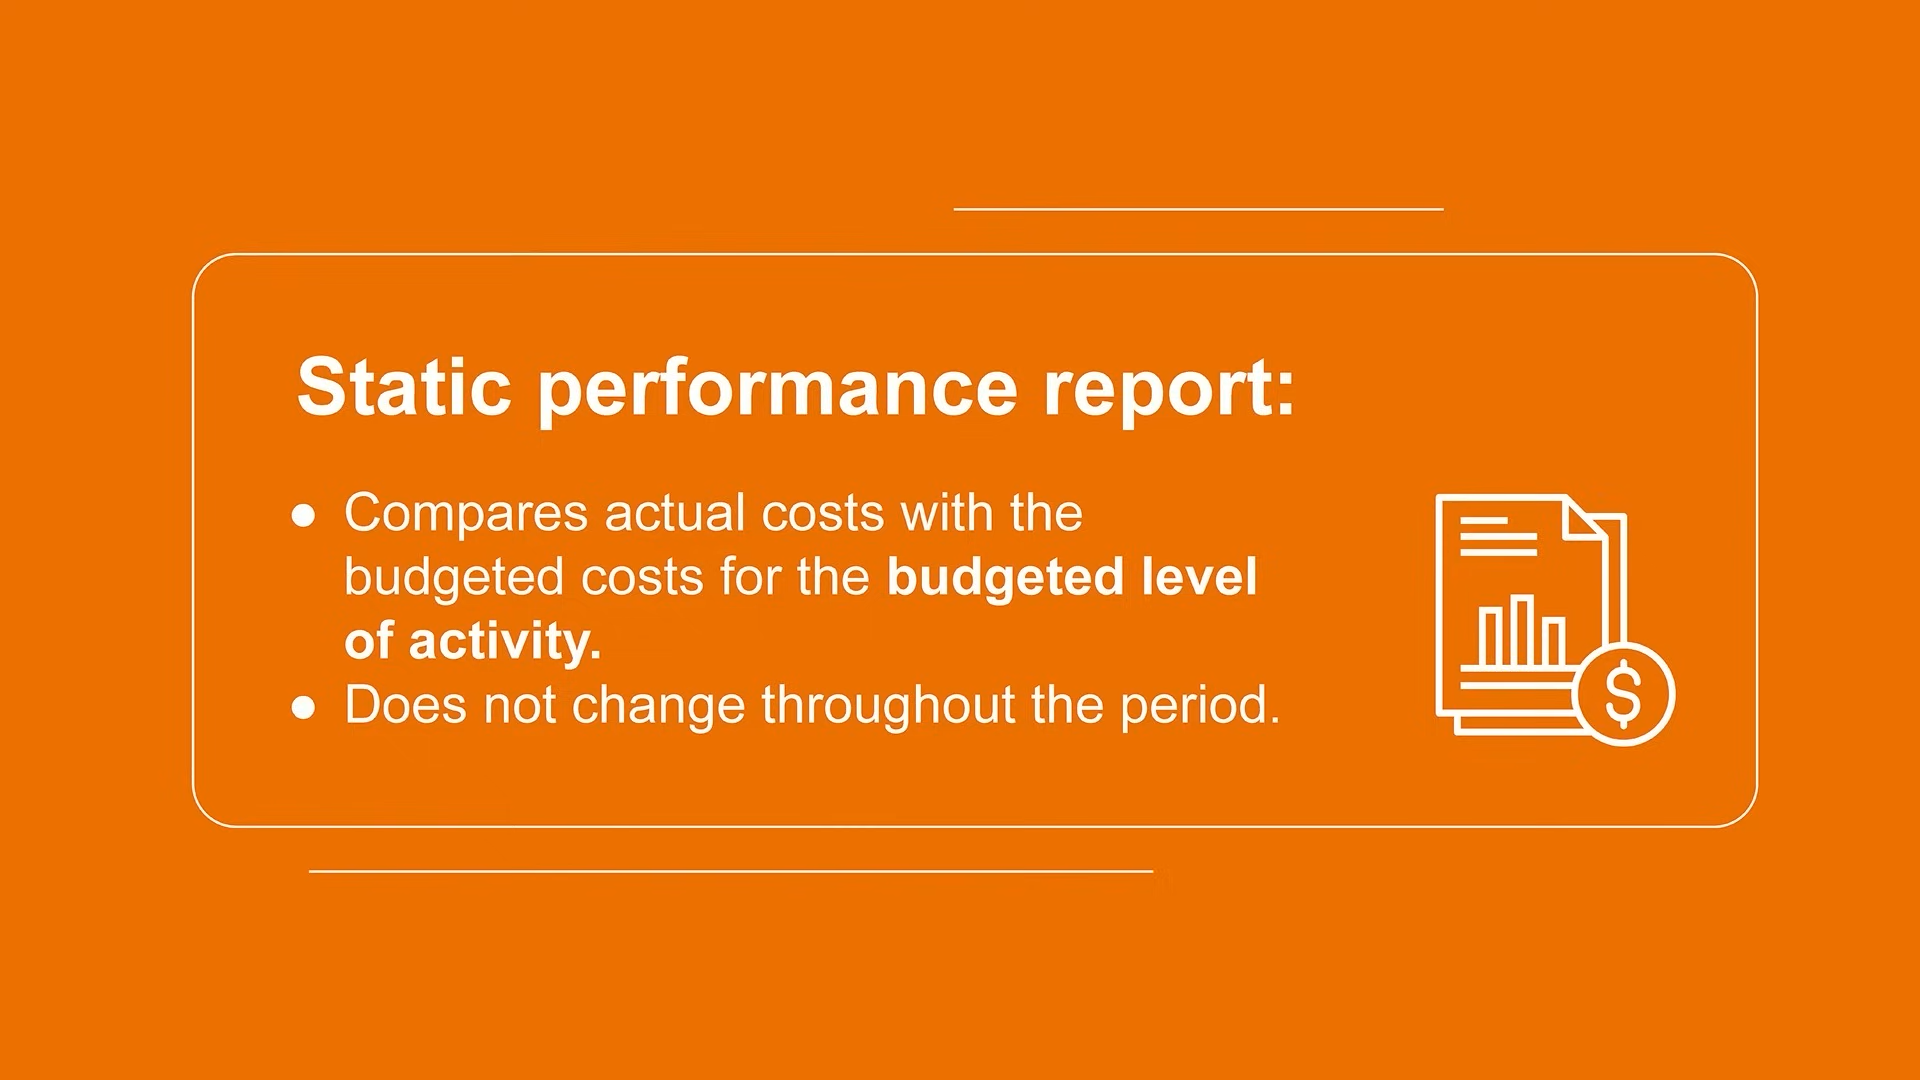 Static performance report:
● Compares actual costs with the
budgeted costs for the budgeted level
of activity.
● Does not change throughout the period.
$